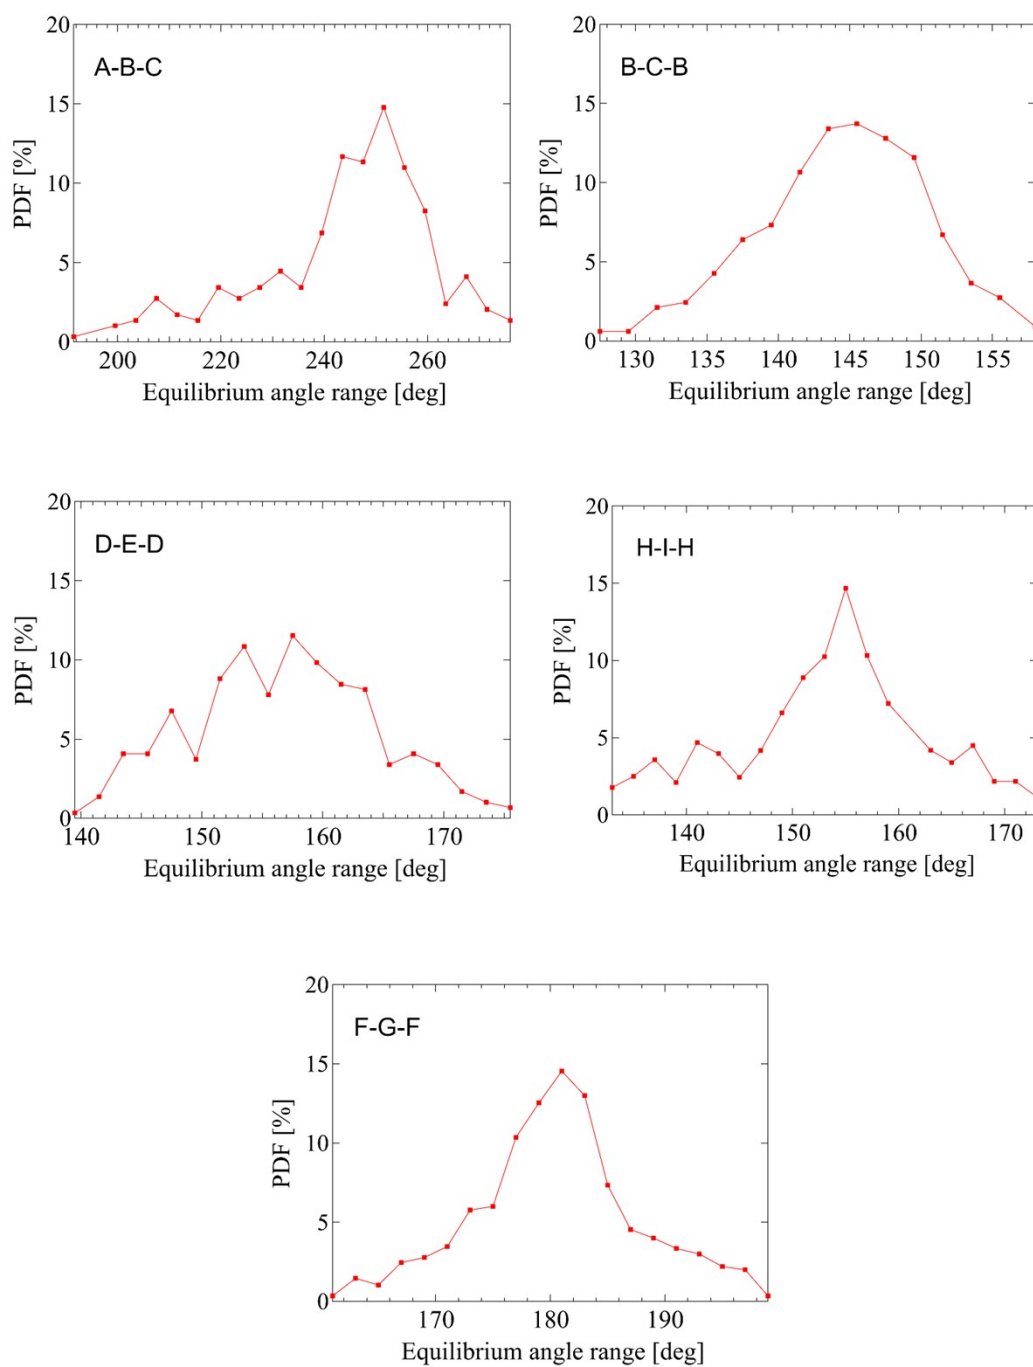 20
15
10
5
0
PDF [%]
A-B-C
200 220 240 260
Equilibrium angle range [deg]
20
15
10
5
0
PDF [%]
B-C-B
130 135 140 145 150 155
Equilibrium angle range [deg]
20
15
10
5
0
PDF [%]
D-E-D
140 150 160 170
Equilibrium angle range [deg]
20
15
10
5
0
PDF [%]
H-I-H
140 150 160 170
Equilibrium angle range [deg]
20
15
10
5
0
PDF [%]
F-G-F
170 180 190
Equilibrium angle range [deg]